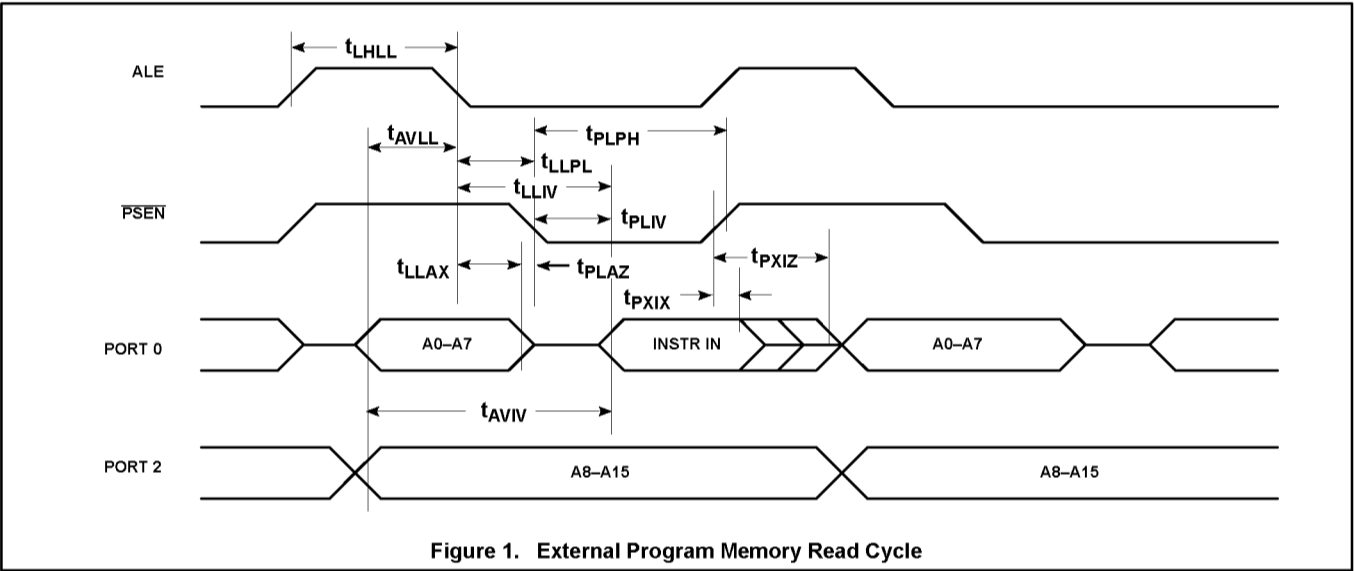 tLHLL
ALE
tAVLL
tPLPH
tLLPL
tLLIV
PSEN
tPLIV
tLLAX
tPLAZ
tPXIZ
tPXIX
PORT 0
A0–A7
INSTR IN
A0–A7
tAVIV
PORT 2
A8–A15
A8–A15
Figure 1. External Program Memory Read Cycle